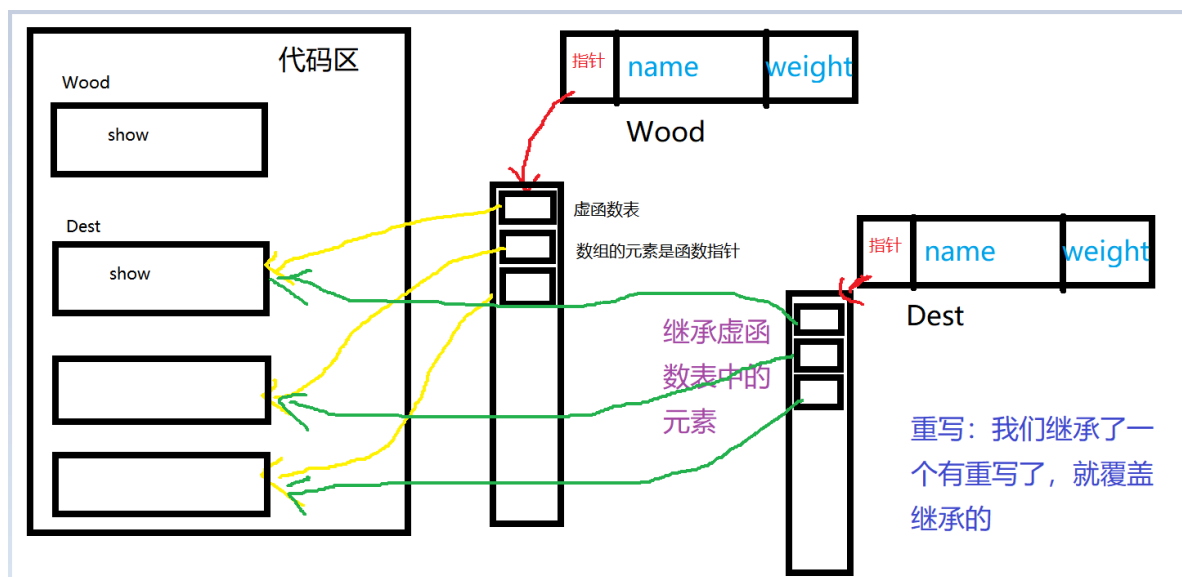 代码区
Wood
show
Dest
show
指针 name weight
Wood
虚函数表
数组的元素是函数指针
指针 name weight
Dest
继承虚函
数表中的
元素
重写：我们继承了一
个有重写了，就覆盖
继承的